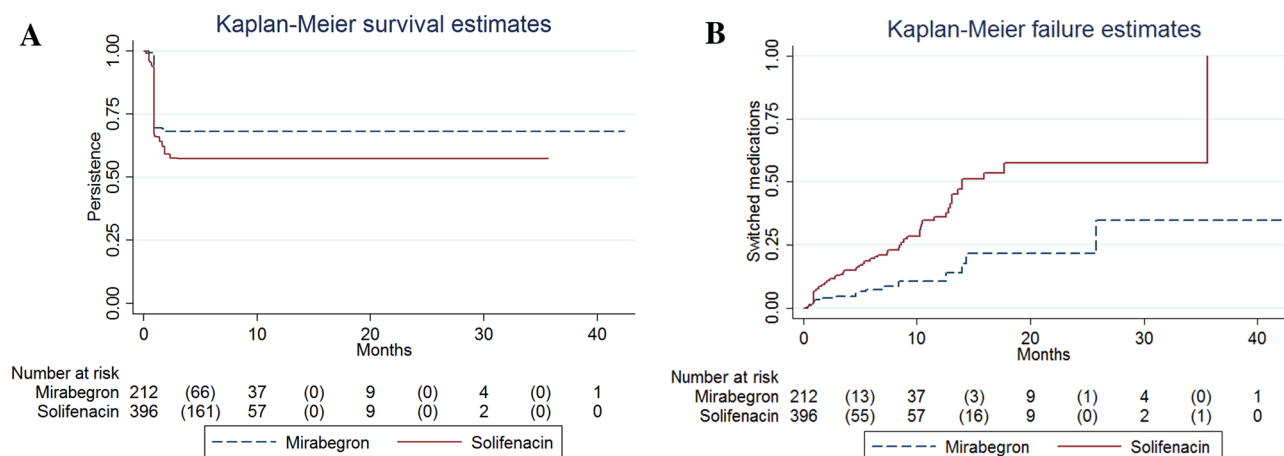 A
Kaplan-Meier survival estimates
Persistence
1.00
0.75
0.50
0.25
0.00
0 10 20 30 40
Months
Number at risk
Mirabegron 212 (66) 37 (0) 9 (0) 4 (0) 1
Solifenacin 396 (161) 57 (0) 9 (0) 2 (0) 0
Mirabegron Solifenacin
B
Kaplan-Meier failure estimates
Switched medications
1.00
0.75
0.50
0.25
0.00
0 10 20 30 40
Months
Number at risk
Mirabegron 212 (13) 37 (3) 9 (1) 4 (0) 1
Solifenacin 396 (55) 57 (16) 9 (0) 2 (1) 0
Mirabegron Solifenacin